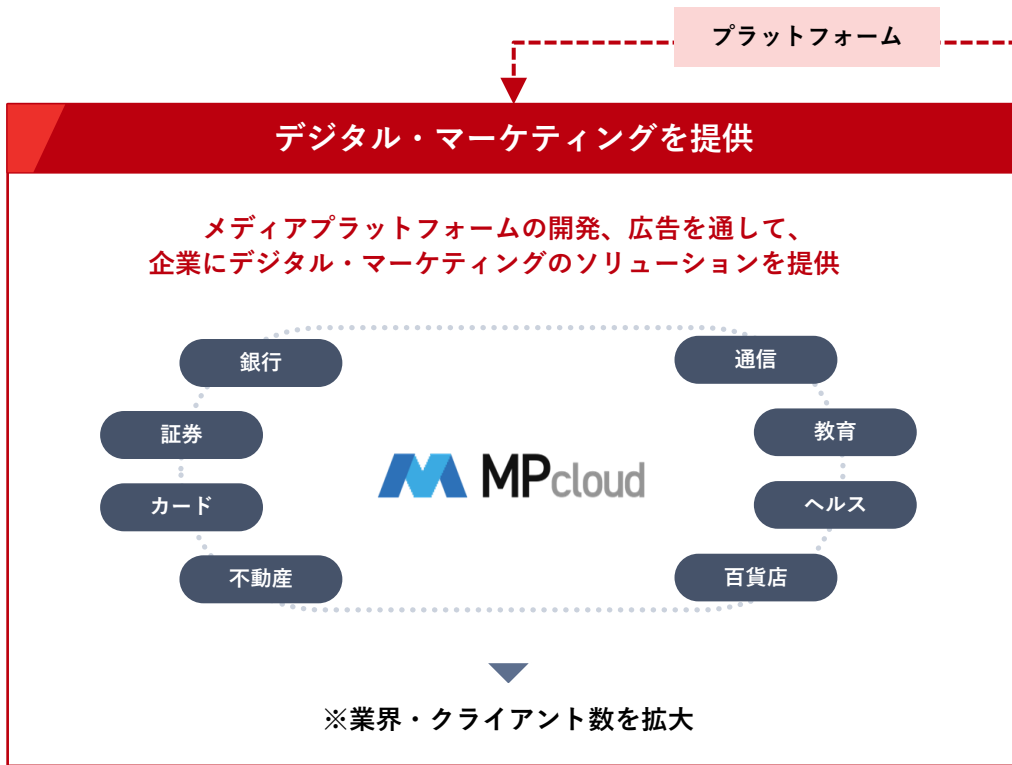 プラットフォーム
デジタル・マーケティングを提供
メディアプラットフォームの開発、広告を通して、
企業にデジタル・マーケティングのソリューションを提供
銀行
通信
証券
教育
MPcloud
カード
ヘルス
不動産
百貨店
※業界・クライアント数を拡大